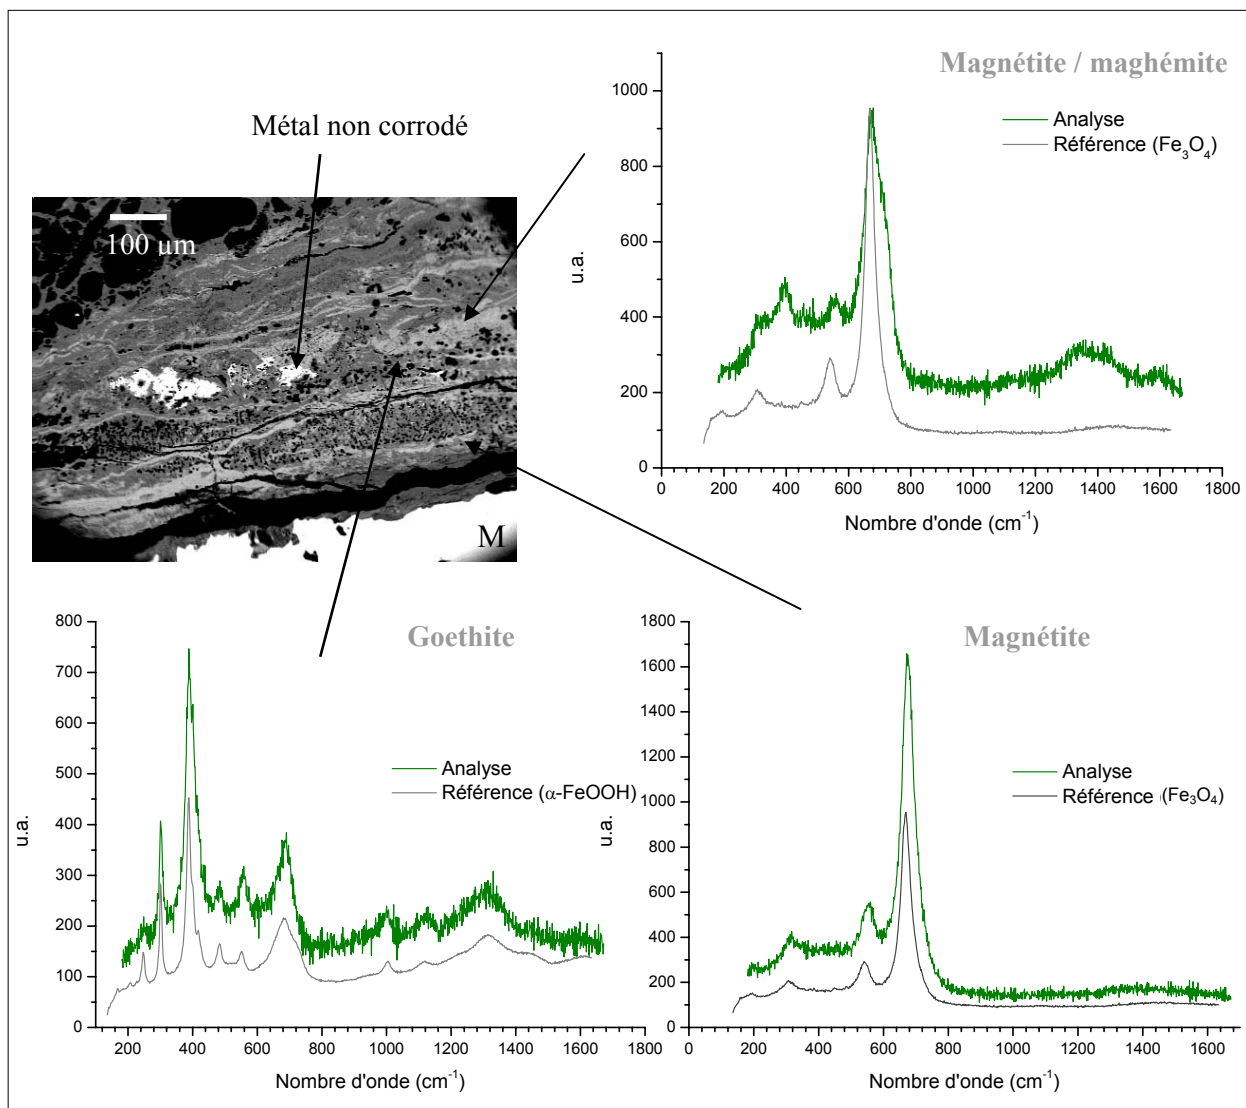 Magnétite / maghémite
Métal non corrodé
100 µm
M
u.a.
1000
800
600
400
200
0
Analyse
Référence (Fe₃O₄)
200 400 600 800 1000 1200 1400 1600 1800
Nombre d'onde (cm⁻¹)
Goethite
u.a.
800
700
600
500
400
300
200
100
0
Analyse
Référence (α-FeOOH)
200 400 600 800 1000 1200 1400 1600 1800
Nombre d'onde (cm⁻¹)
Magnétite
u.a.
1800
1600
1400
1200
1000
800
600
400
200
0
Analyse
Référence (Fe₃O₄)
0 200 400 600 800 1000 1200 1400 1600
Nombre d'onde (cm⁻¹)